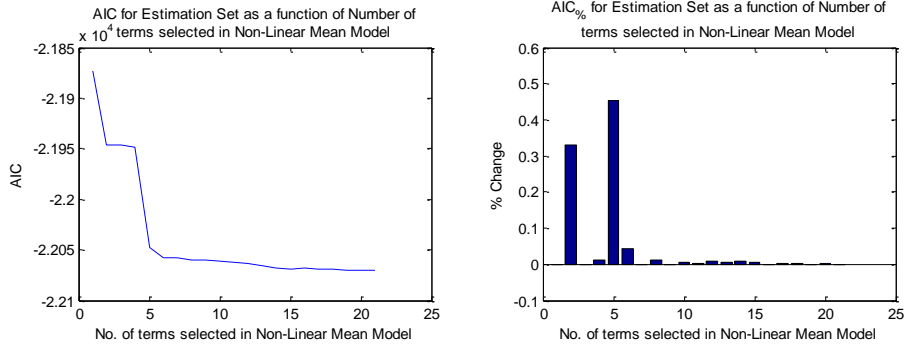 AIC for Estimation Set as a function of Number of
x 10^4 terms selected in Non-Linear Mean Model
-2.185
-2.19
-2.195
-2.2
-2.205
-2.21
AIC
0 5 10 15 20 25
No. of terms selected in Non-Linear Mean Model
AIC_% for Estimation Set as a function of Number of
terms selected in Non-Linear Mean Model
0.6
0.5
0.4
0.3
0.2
0.1
0
-0.1
% Change
0 5 10 15 20 25
No. of terms selected in Non-Linear Mean Model